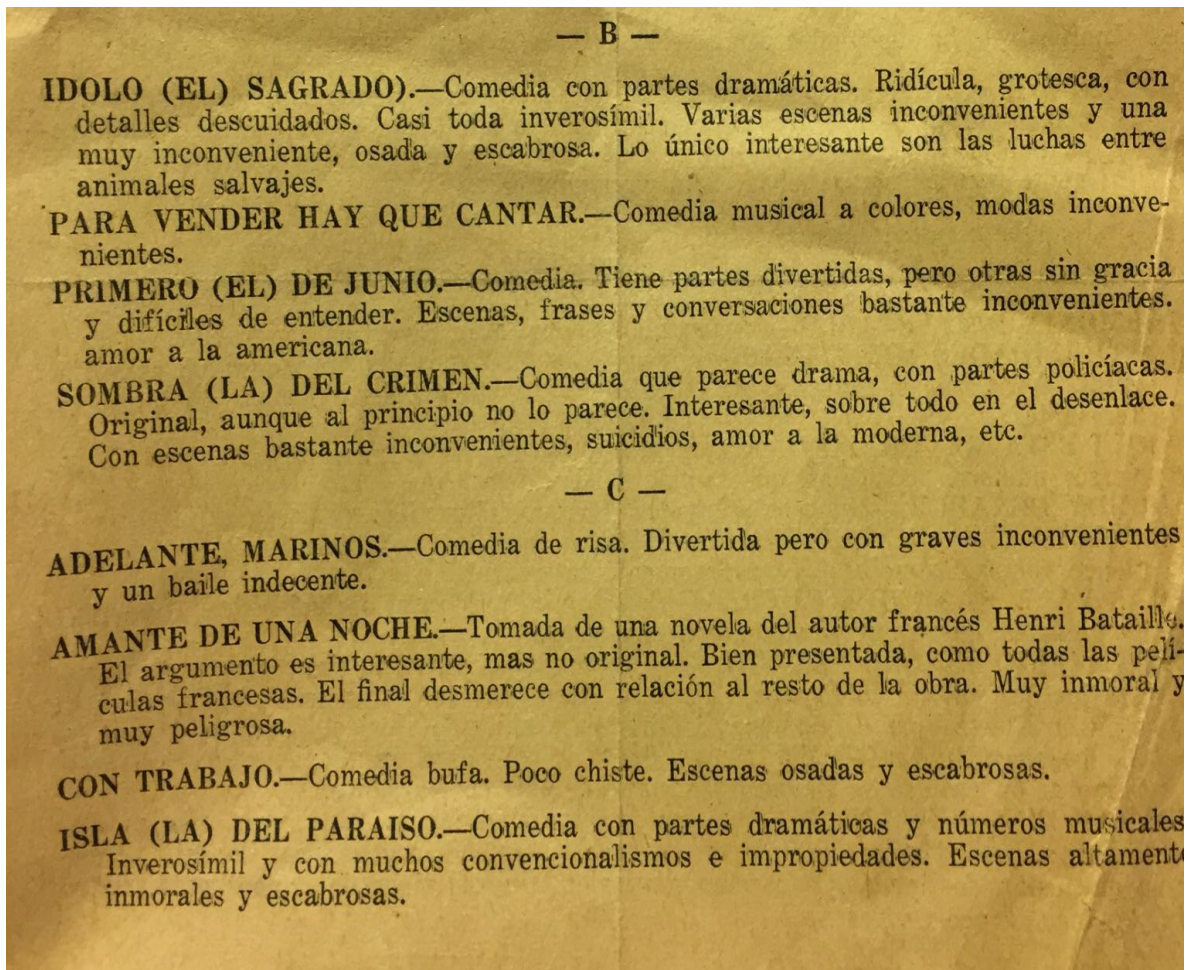 — B —
IDOLO (EL) SAGRADO).—Comedia con partes dramáticas. Ridícula, grotesca, con
detalles descuidados. Casi toda inverosímil. Varias escenas inconvenientes y una
muy inconveniente, osada y escabrosa. Lo único interesante son las luchas entre
animales salvajes.
PARA VENDER HAY QUE CANTAR.—Comedia musical a colores, modas inconve-
nientes.
PRIMERO (EL) DE JUNIO.—Comedia. Tiene partes divertidas, pero otras sin gracia
y difíciles de entender. Escenas, frases y conversaciones bastante inconvenientes.
amor a la americana.
SOMBRA (LA) DEL CRIMEN.—Comedia que parece drama, con partes policíacas.
Original, aunque al principio no lo parece. Interesante, sobre todo en el desenlace.
Con escenas bastante inconvenientes, suicidios, amor a la moderna, etc.
— C —
ADELANTE, MARINOS.—Comedia de risa. Divertida pero con graves inconvenientes
y un baile indecente.
AMANTE DE UNA NOCHE.—Tomada de una novela del autor francés Henri Bataille.
El argumento es interesante, mas no original. Bien presentada, como todas las pelí-
culas francesas. El final desmerece con relación al resto de la obra. Muy inmoral y
muy peligrosa.
CON TRABAJO.—Comedia bufa. Poco chiste. Escenas osadas y escabrosas.
ISLA (LA) DEL PARAISO.—Comedia con partes dramáticas y números musicales
Inverosímil y con muchos convencionalismos e impropiedades. Escenas altamente
inmorales y escabrosas.